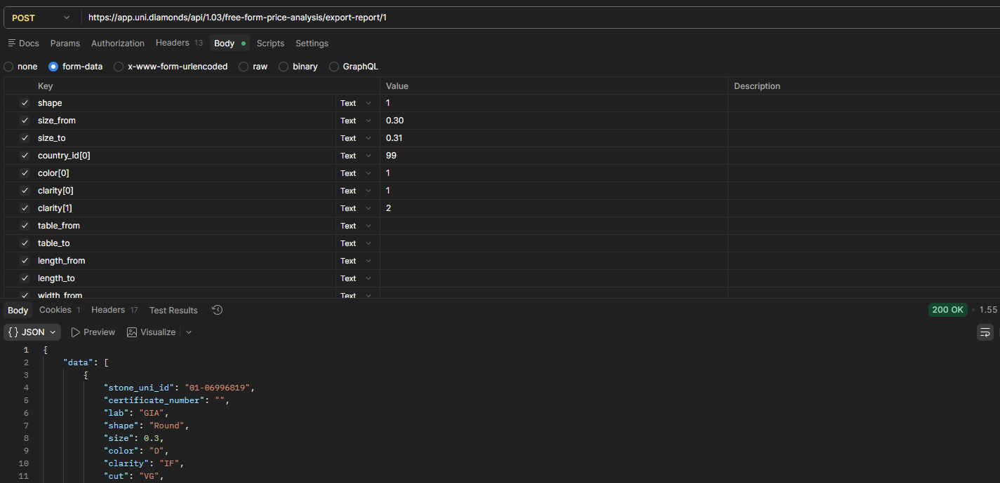 POST https://app.uni.diamonds/api/1.03/free-form-price-analysis/export-report/1
Docs Params Authorization Headers 13 Body Scripts Settings
none form-data x-www-form-urlencoded raw binary GraphQL
Key Value Description
shape Text 1
size_from Text 0.30
size_to Text 0.31
country_id[0] Text 99
color[0] Text 1
clarity[0] Text 1
clarity[1] Text 2
table_from Text
table_to Text
length_from Text
length_to Text
width_from Text
Body Cookies 1 Headers 17 Test Results 200 OK • 1.55
{} JSON Preview Visualize
1 {
2 "data": [
3 {
4 "stone_uni_id": "01-06996819",
5 "certificate_number": "",
6 "lab": "GIA",
7 "shape": "Round",
8 "size": 0.3,
9 "color": "D",
10 "clarity": "IF",
11 "cut": "VG",